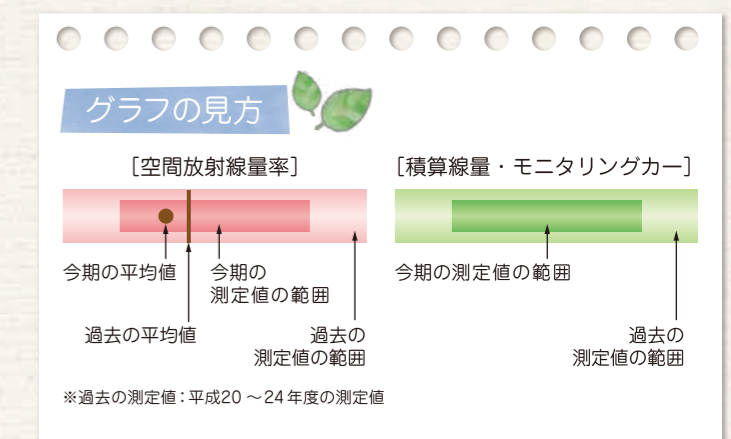 グラフの見方
［空間放射線量率］
［積算線量・モニタリングカー］
今期の平均値
今期の
測定値の範囲
過去の平均値
過去の
測定値の範囲
今期の測定値の範囲
過去の
測定値の範囲
※過去の測定値：平成20～24年度の測定値